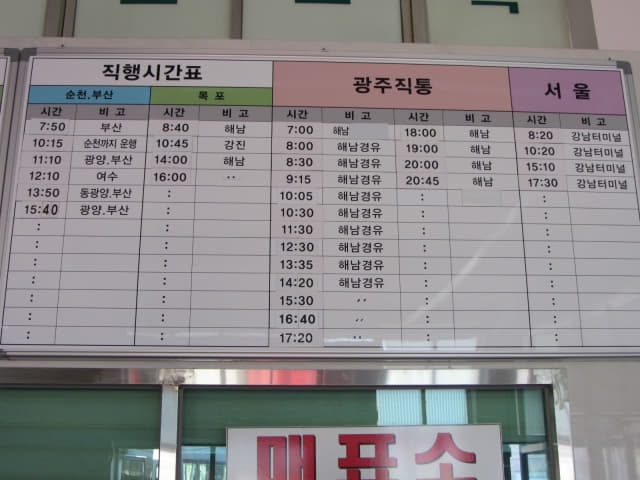 직행시간표 광주직통 서 울
순천.부산 목 포
시간 비 고 시간 비 고 시간 비 고 시간 비 고 시간 비 고
7:50 부산 8:40 해남 7:00 해남 18:00 해남 8:20 강남터미널
10:15 순천까지 운행 10:45 강진 8:00 해남경유 19:00 해남 10:20 강남터미널
11:10 광양.부산 14:00 해남 8:30 해남경유 20:00 해남 15:10 강남터미널
12:10 여수 16:00 〃 9:15 해남경유 20:45 해남 17:30 강남터미널
13:50 동광양.부산 : 10:05 해남경유 : :
15:40 광양.부산 : 10:30 해남경유 : :
: : 11:30 해남경유 : :
: : 12:30 해남경유 : :
: : 13:35 해남경유 : :
: : 14:20 해남경유 : :
: : 15:30 〃 : :
: : 16:40 〃 : :
: : 17:20 〃 : :
매표소